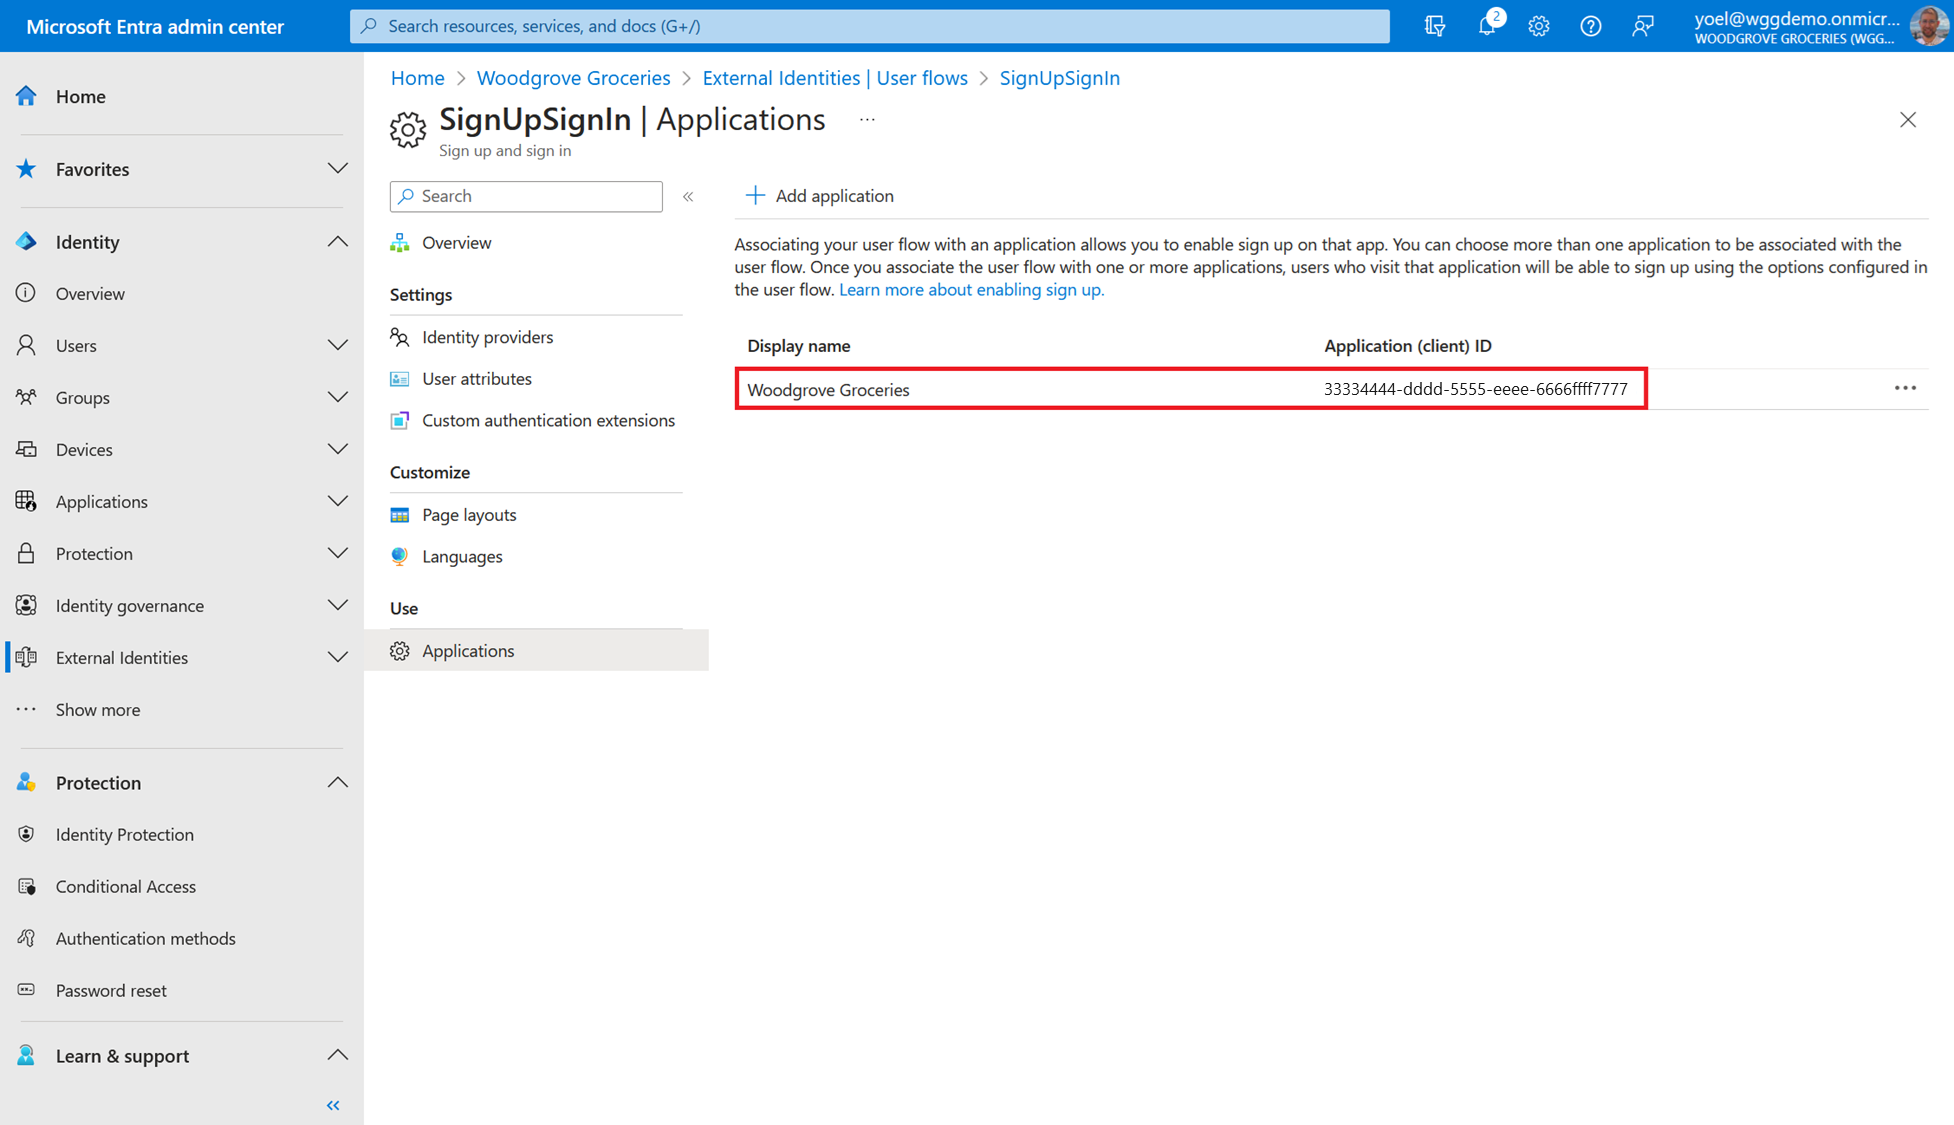 Microsoft Entra admin center
Search resources, services, and docs (G+/)
2
yoel@wggdemo.onmicr...
WOODGROVE GROCERIES (WGG...
Home
Favorites
Identity
Overview
Users
Groups
Devices
Applications
Protection
Identity governance
External Identities
Show more
Protection
Identity Protection
Conditional Access
Authentication methods
Password reset
Learn & support
Home > Woodgrove Groceries > External Identities | User flows > SignUpSignIn
SignUpSignIn | Applications ...
Sign up and sign in
Search
Overview
Settings
Identity providers
User attributes
Custom authentication extensions
Customize
Page layouts
Languages
Use
Applications
Add application
Associating your user flow with an application allows you to enable sign up on that app. You can choose more than one application to be associated with the
user flow. Once you associate the user flow with one or more applications, users who visit that application will be able to sign up using the options configured in
the user flow. Learn more about enabling sign up.
Display name Application (client) ID
Woodgrove Groceries 33334444-dddd-5555-eeee-6666ffff7777